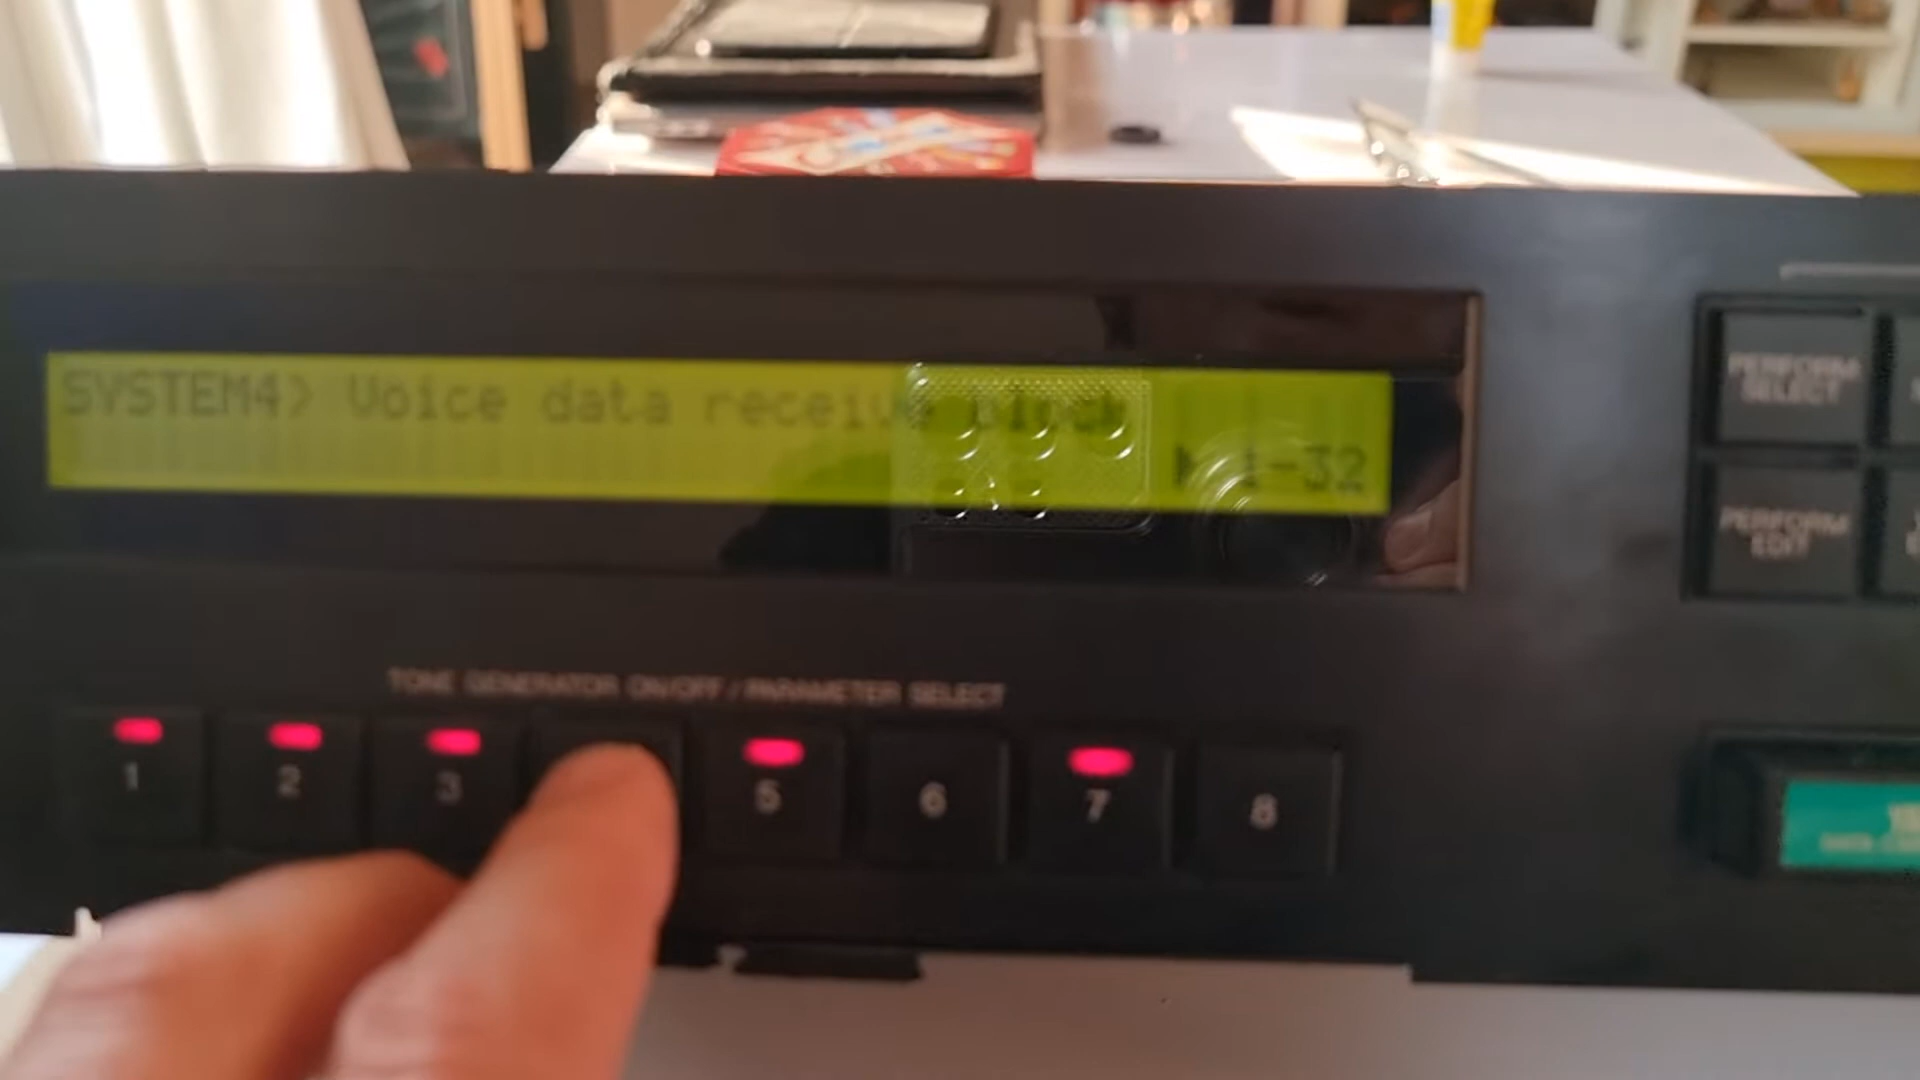 SYSTEM4> Voice data receive block
▶ 1-32
PERFORM
SELECT
PERFORM
EDIT
TONE GENERATOR ON/OFF / PARAMETER SELECT
1
2
3
5
6
7
8